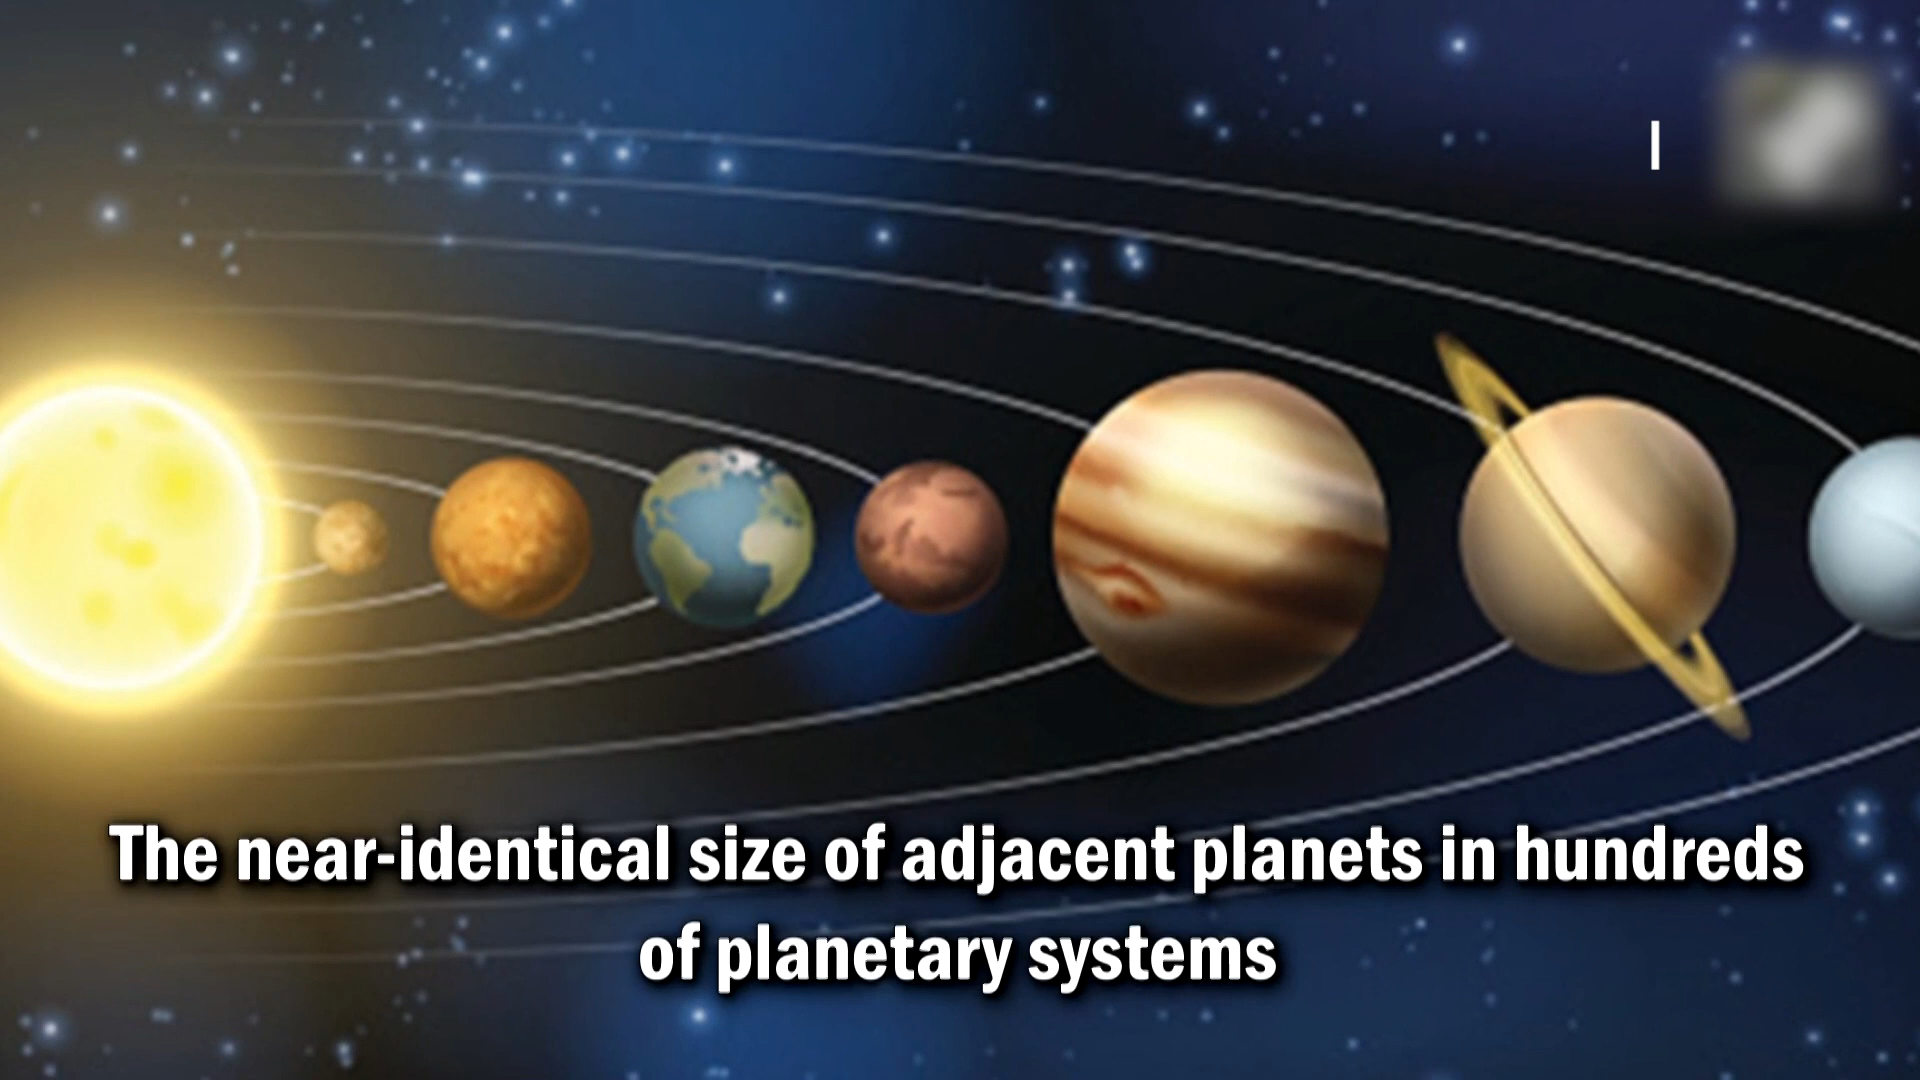 The near-identical size of adjacent planets in hundreds
of planetary systems